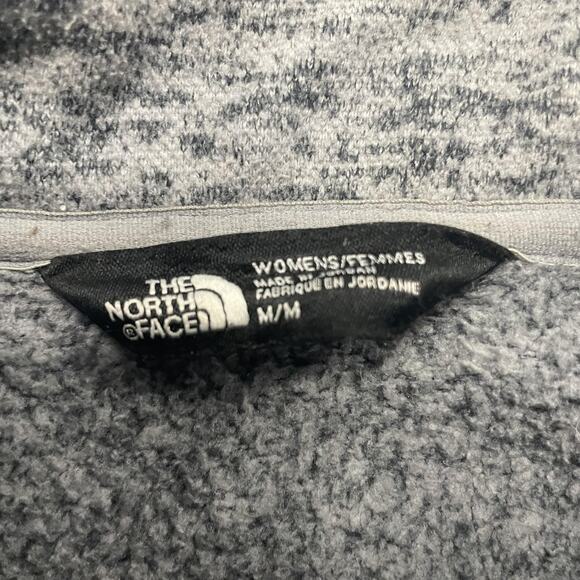 THE
NORTH
FACE
®
WOMENS/FEMMES
MADE IN JORDAN
FABRIQUE EN JORDANIE
M/M